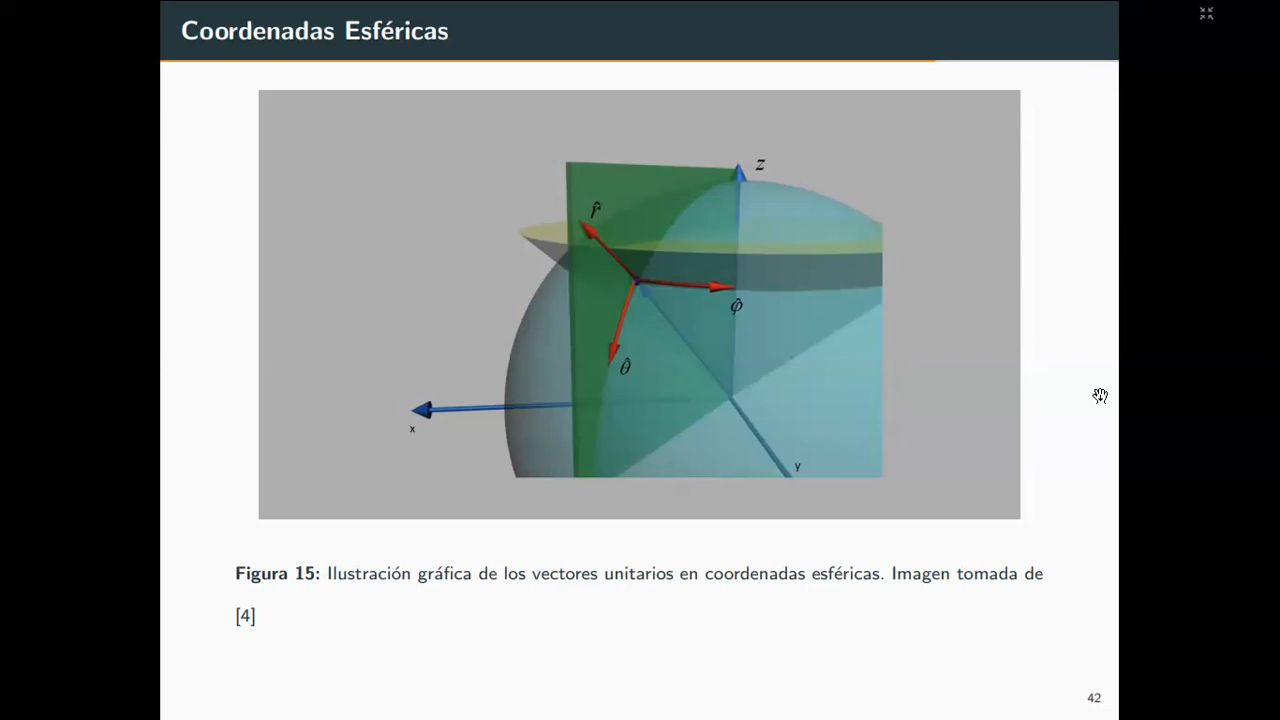 Coordenadas Esféricas
z
r̂
φ̂
θ̂
x
y
Figura 15: Ilustración gráfica de los vectores unitarios en coordenadas esféricas. Imagen tomada de
[4]
42